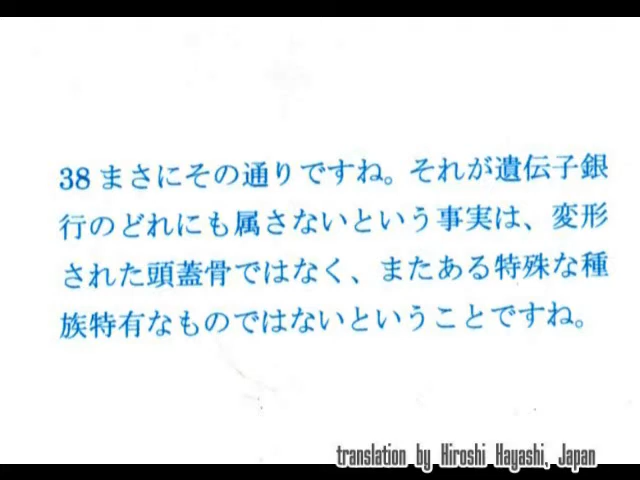 38 まさにその通りですね。それが遺伝子銀
行のどれにも属さないという事実は、変形
された頭蓋骨ではなく、またある特殊な種
族特有なものではないということですね。
translation by Hiroshi Hayashi, Japan